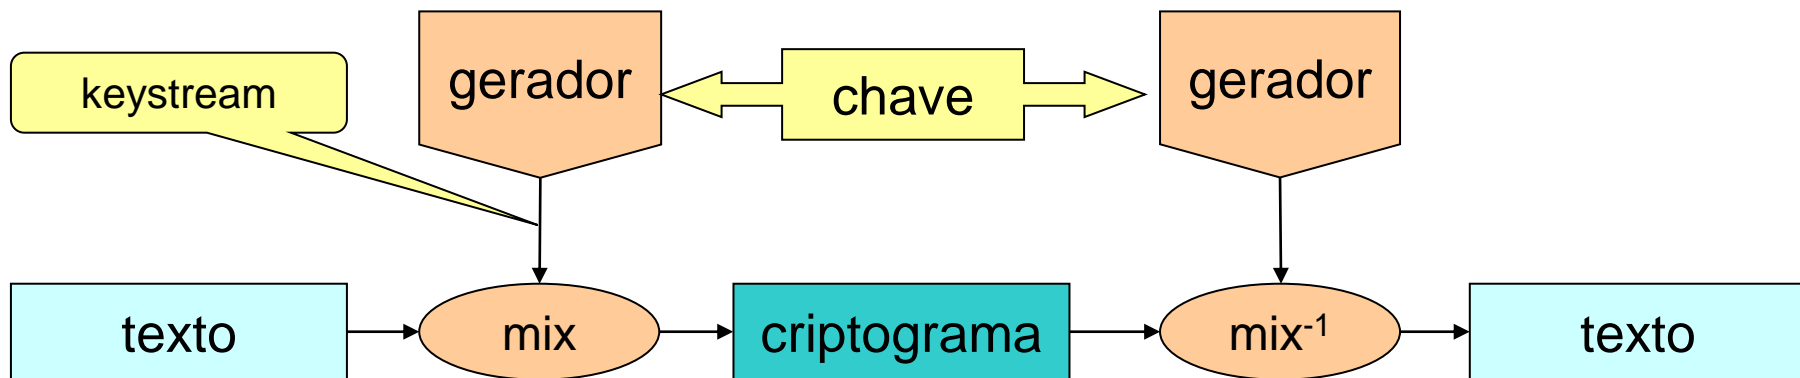 keystream
gerador
chave
gerador
texto
mix
criptograma
mix-1
texto